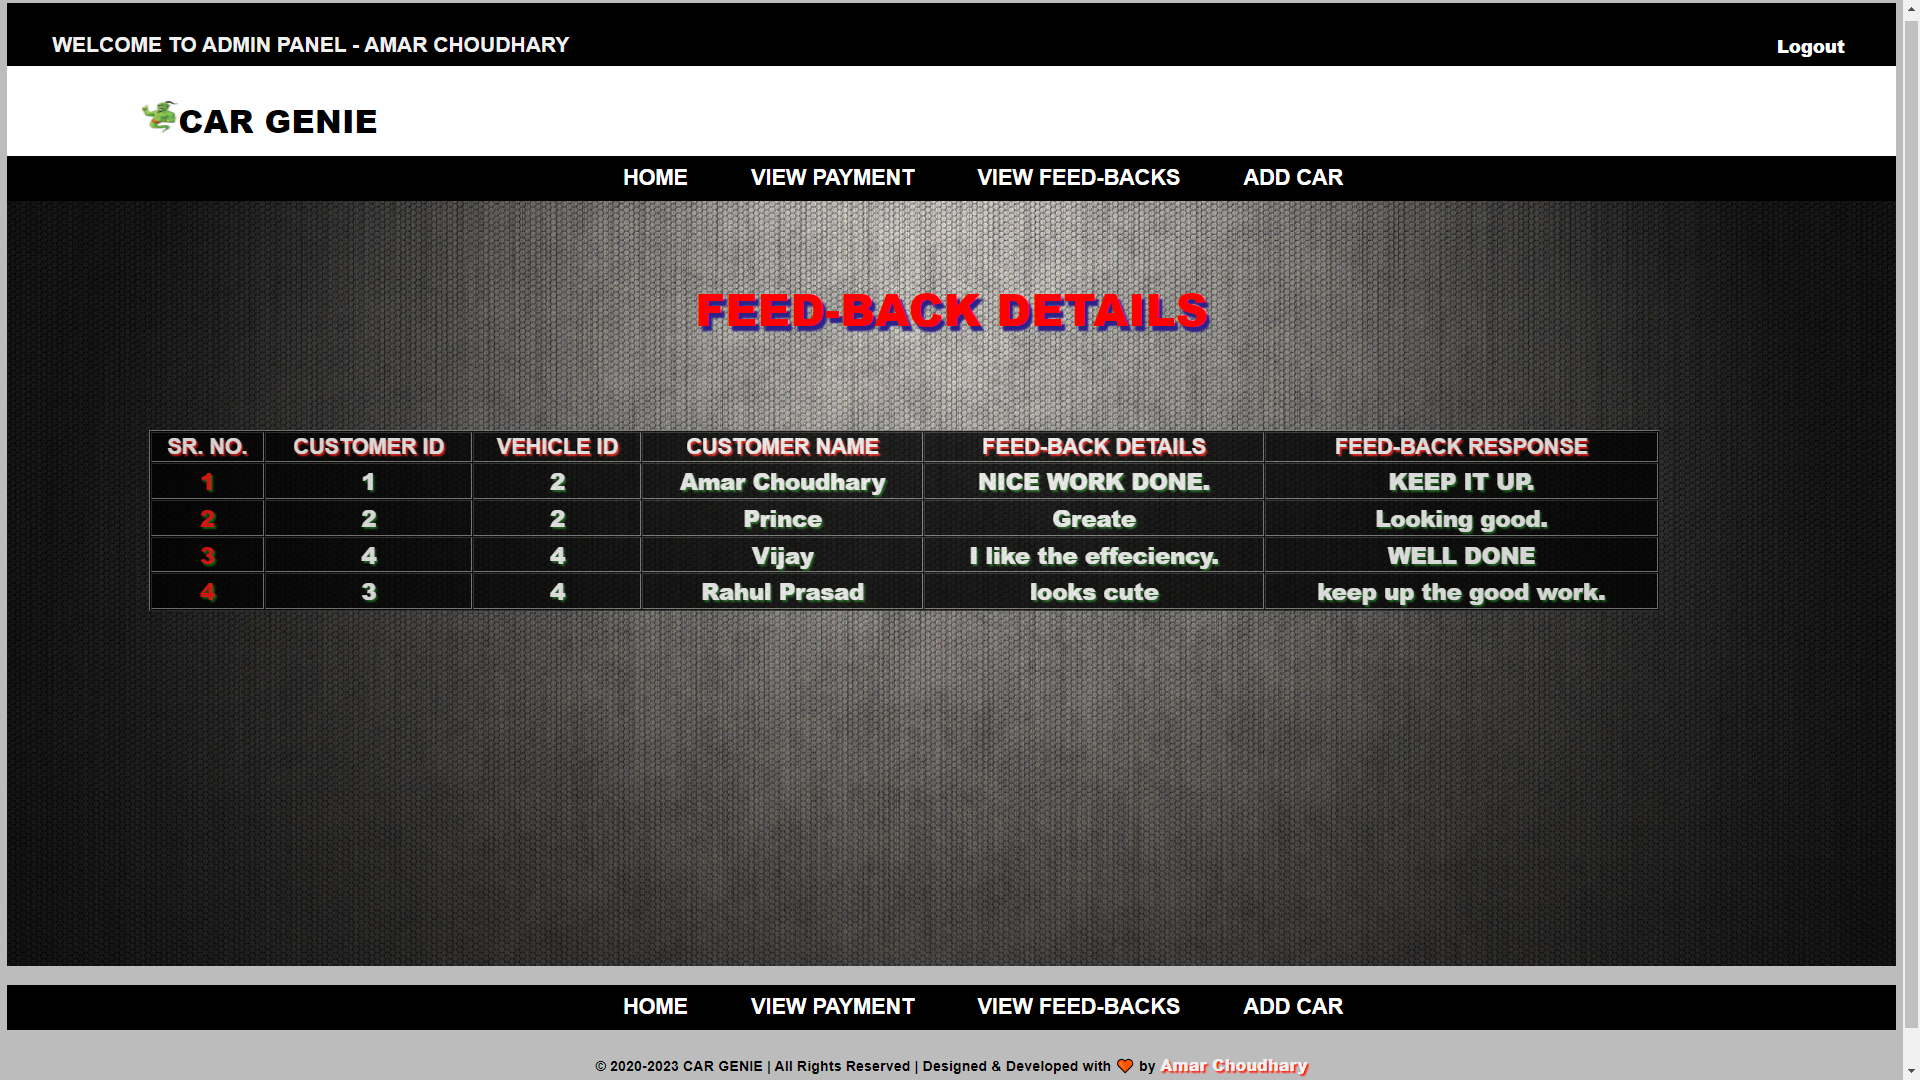 WELCOME TO ADMIN PANEL - AMAR CHOUDHARY
Logout
CAR GENIE
HOME VIEW PAYMENT VIEW FEED-BACKS ADD CAR
FEED-BACK DETAILS
SR. NO. CUSTOMER ID VEHICLE ID CUSTOMER NAME FEED-BACK DETAILS FEED-BACK RESPONSE
1 1 2 Amar Choudhary NICE WORK DONE. KEEP IT UP.
2 2 2 Prince Greate Looking good.
3 4 4 Vijay I like the effeciency. WELL DONE
4 3 4 Rahul Prasad looks cute keep up the good work.
HOME VIEW PAYMENT VIEW FEED-BACKS ADD CAR
© 2020-2023 CAR GENIE | All Rights Reserved | Designed & Developed with 🧡 by Amar Choudhary